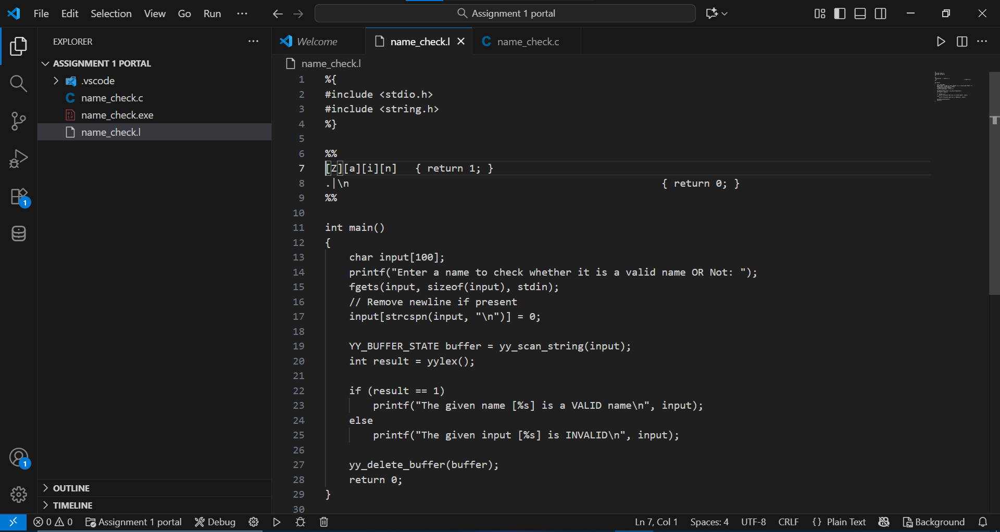 File Edit Selection View Go Run ··· Assignment 1 portal
EXPLORER ···
Welcome name_check.l name_check.c
ASSIGNMENT 1 PORTAL
.vscode
name_check.c
name_check.exe
name_check.l
name_check.l
1 %{
2 #include <stdio.h>
3 #include <string.h>
4 %}
5
6 %%
7 [Z][a][i][n]   { return 1; }
8 .|\n                                                    { return 0; }
9 %%
10
11 int main()
12 {
13     char input[100];
14     printf("Enter a name to check whether it is a valid name OR Not: ");
15     fgets(input, sizeof(input), stdin);
16     // Remove newline if present
17     input[strcspn(input, "\n")] = 0;
18
19     YY_BUFFER_STATE buffer = yy_scan_string(input);
20     int result = yylex();
21
22     if (result == 1)
23         printf("The given name [%s] is a VALID name\n", input);
24     else
25         printf("The given input [%s] is INVALID\n", input);
26
27     yy_delete_buffer(buffer);
28     return 0;
29 }
30
1
1
OUTLINE
TIMELINE
0 0 Assignment 1 portal Debug Ln 7, Col 1 Spaces: 4 UTF-8 CRLF {} Plain Text Background